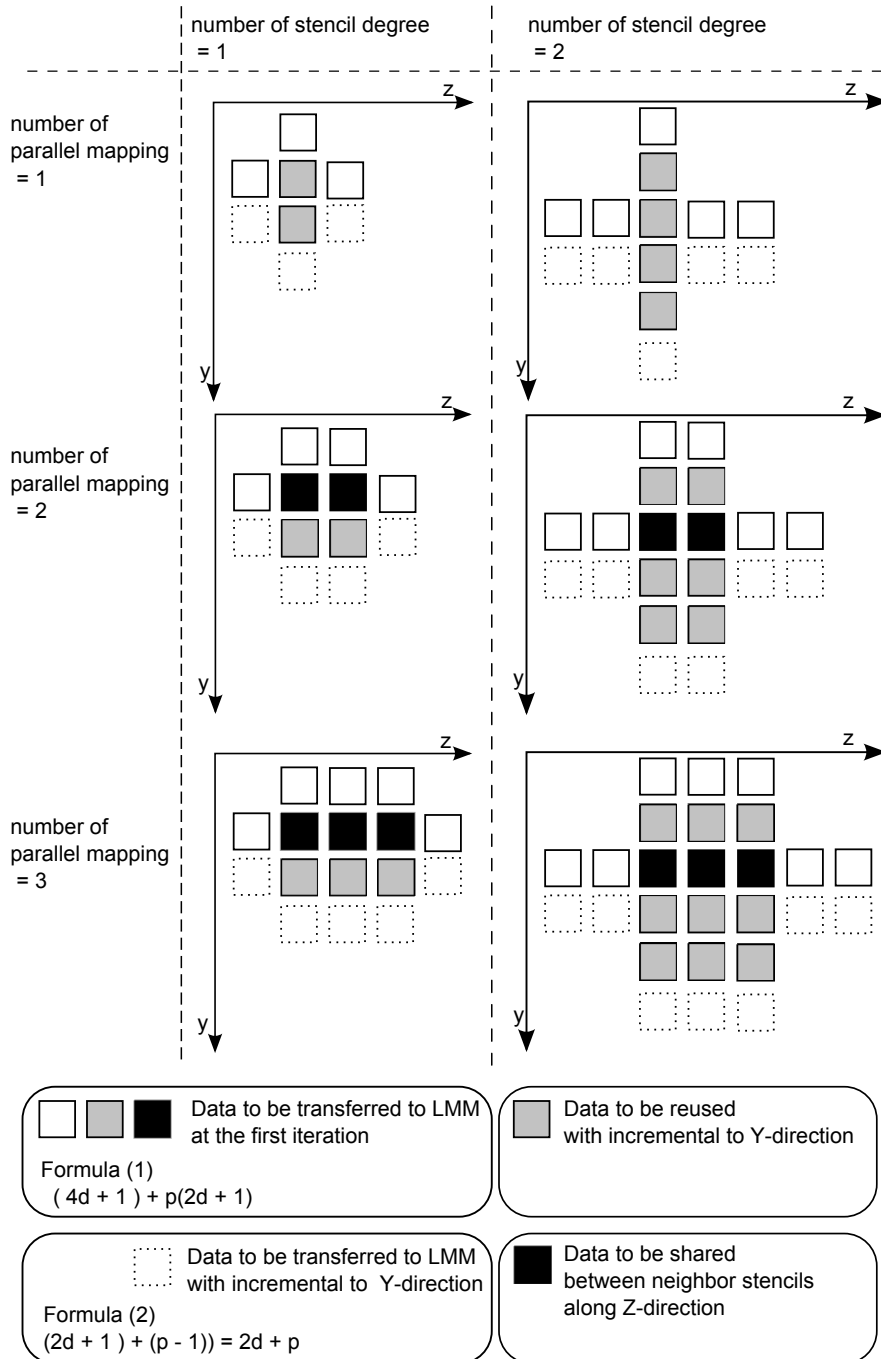 number of stencil degree
= 1
number of stencil degree
= 2
number of
parallel mapping
= 1
z
y
z
y
number of
parallel mapping
= 2
z
y
z
y
number of
parallel mapping
= 3
z
y
z
y
Data to be transferred to LMM
at the first iteration
Formula (1)
( 4d + 1 ) + p(2d + 1)
Data to be reused
with incremental to Y-direction
Data to be transferred to LMM
with incremental to Y-direction
Formula (2)
(2d + 1 ) + (p - 1)) = 2d + p
Data to be shared
between neighbor stencils
along Z-direction